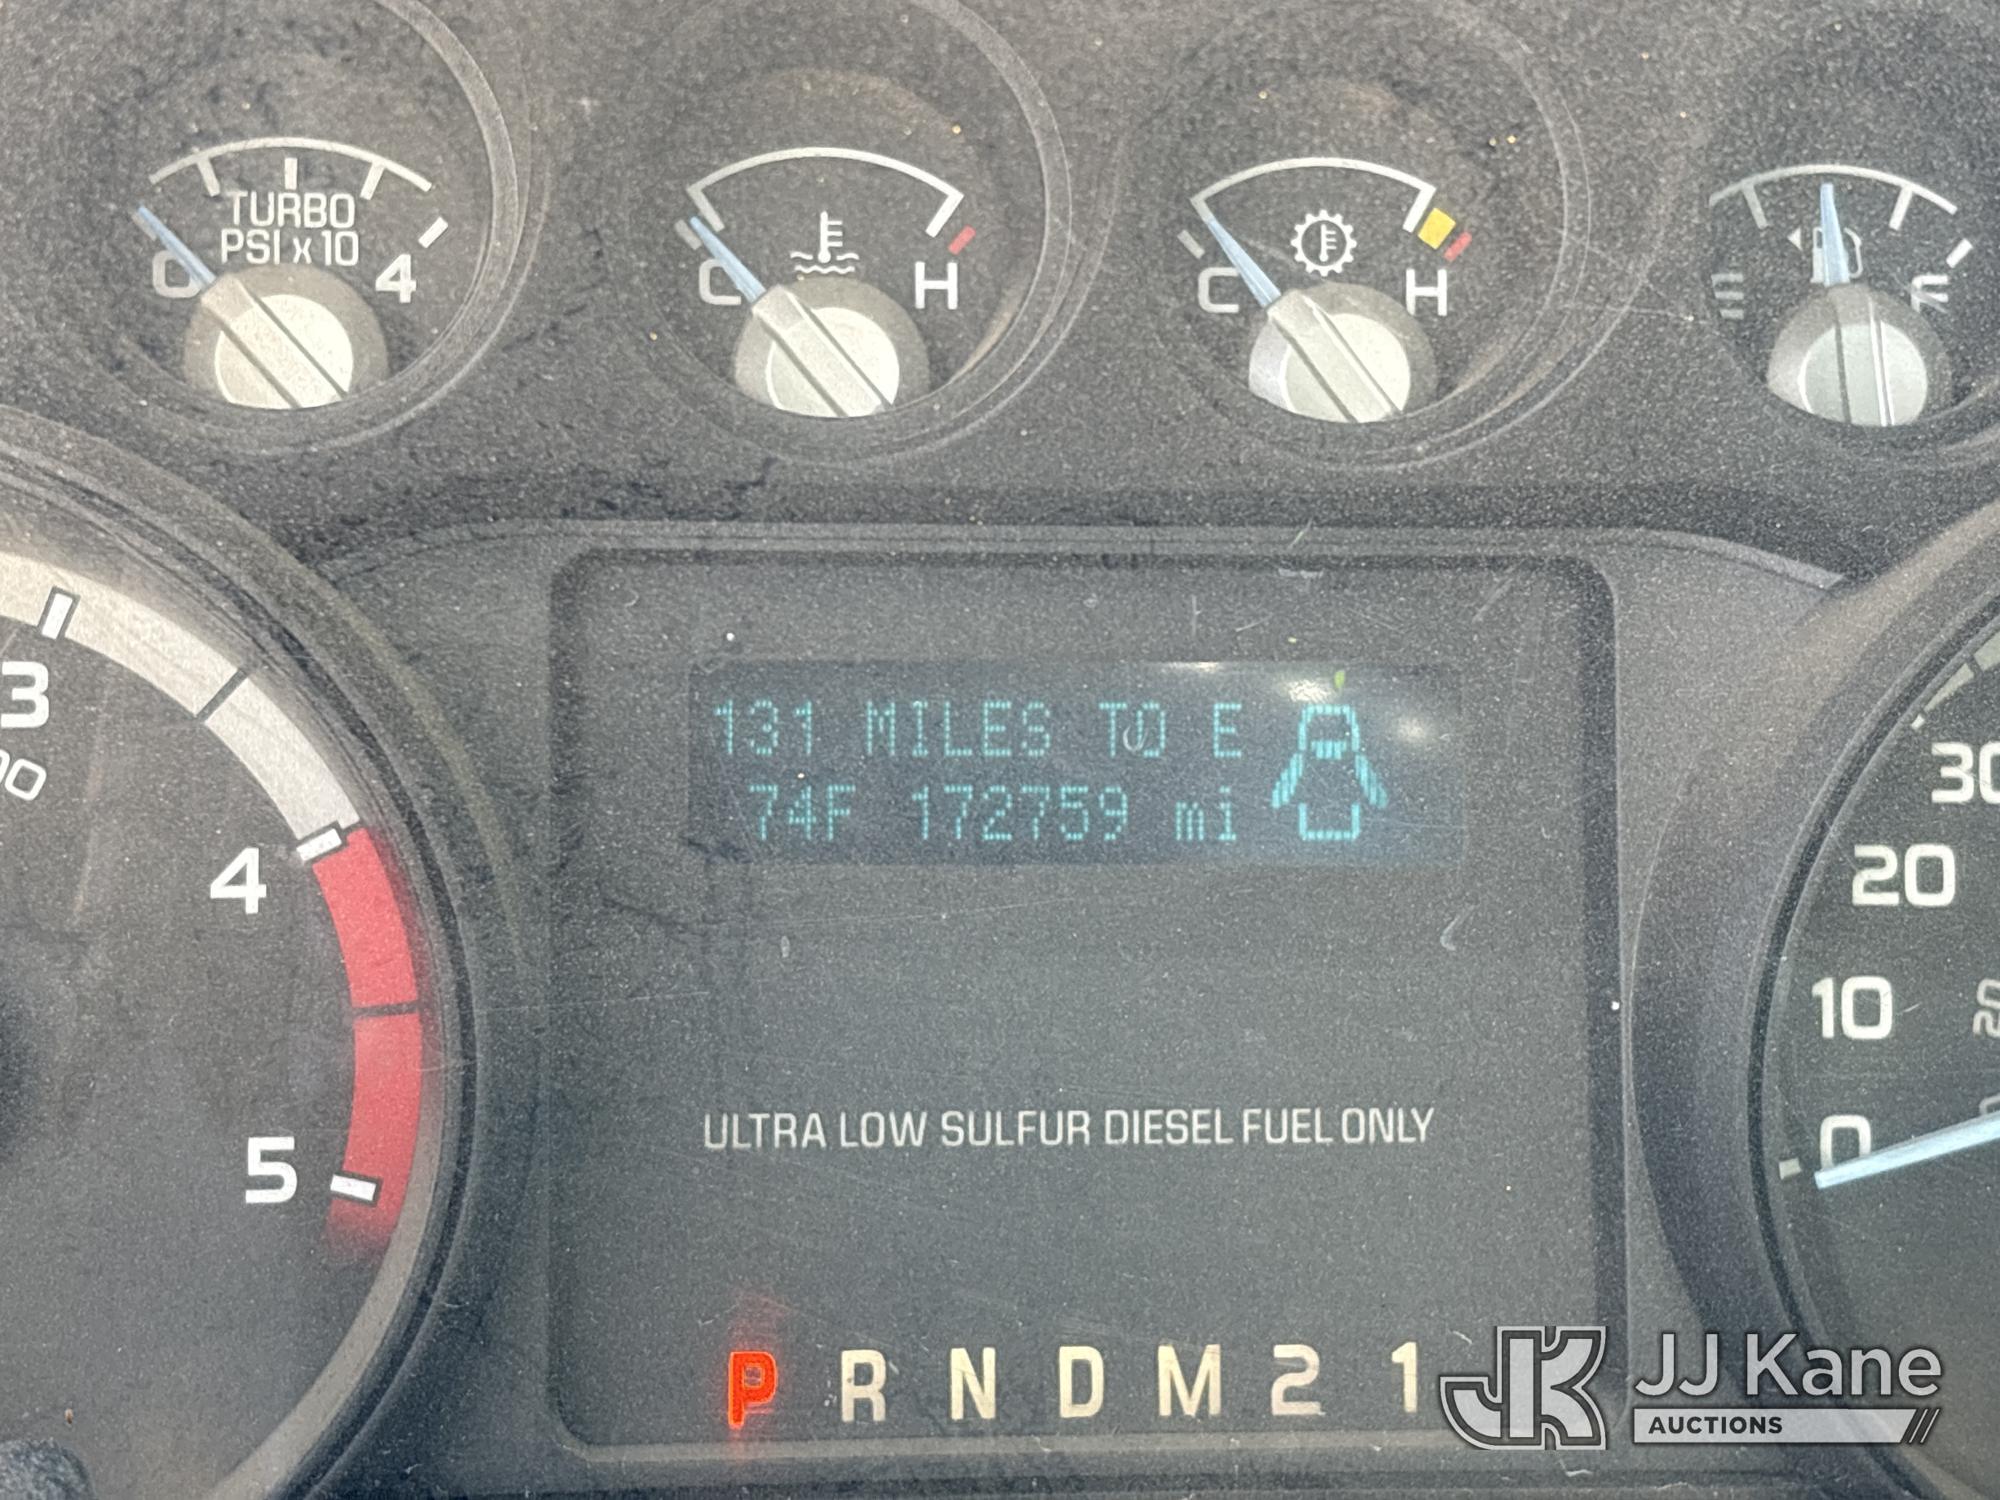 TURBO
PSI x 10
0 4
C H
C H
F
3
4
5
131 MILES TO E
74F 172759 mi
ULTRA LOW SULFUR DIESEL FUEL ONLY
P R N D M 2 1
30
20
10
0
JK JJ Kane
AUCTIONS